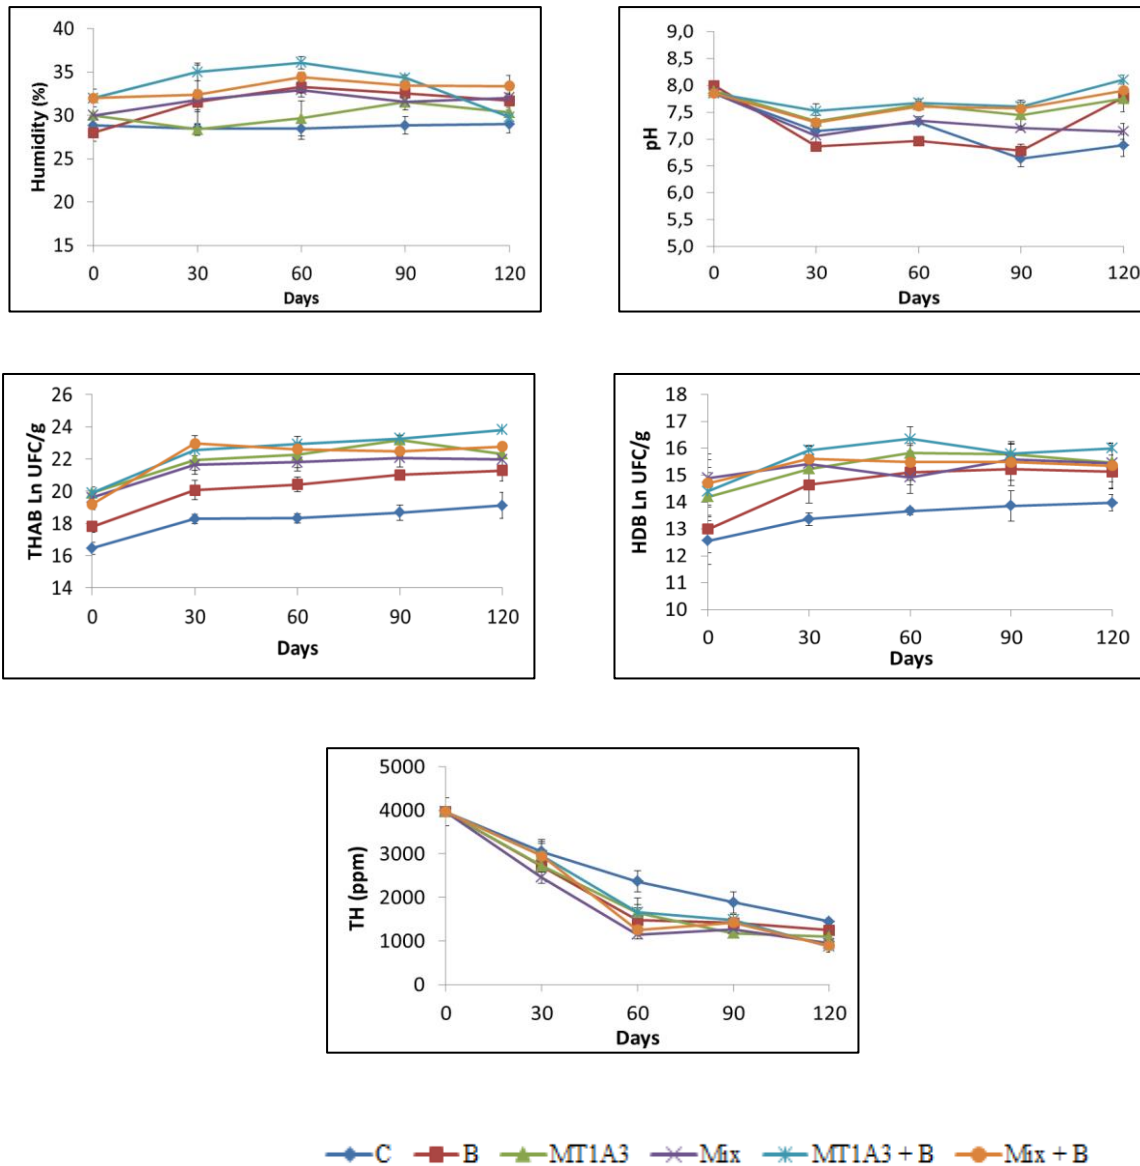 Humidity (%)
40
35
30
25
20
15
0 30 60 90 120
Days
pH
9,0
8,5
8,0
7,5
7,0
6,5
6,0
5,5
5,0
0 30 60 90 120
Days
THAB Ln UFC/g
26
24
22
20
18
16
14
0 30 60 90 120
Days
HDB Ln UFC/g
18
17
16
15
14
13
12
11
10
0 30 60 90 120
Days
TH (ppm)
5000
4000
3000
2000
1000
0
0 30 60 90 120
Days
C B MT1A3 Mix MT1A3 + B Mix + B